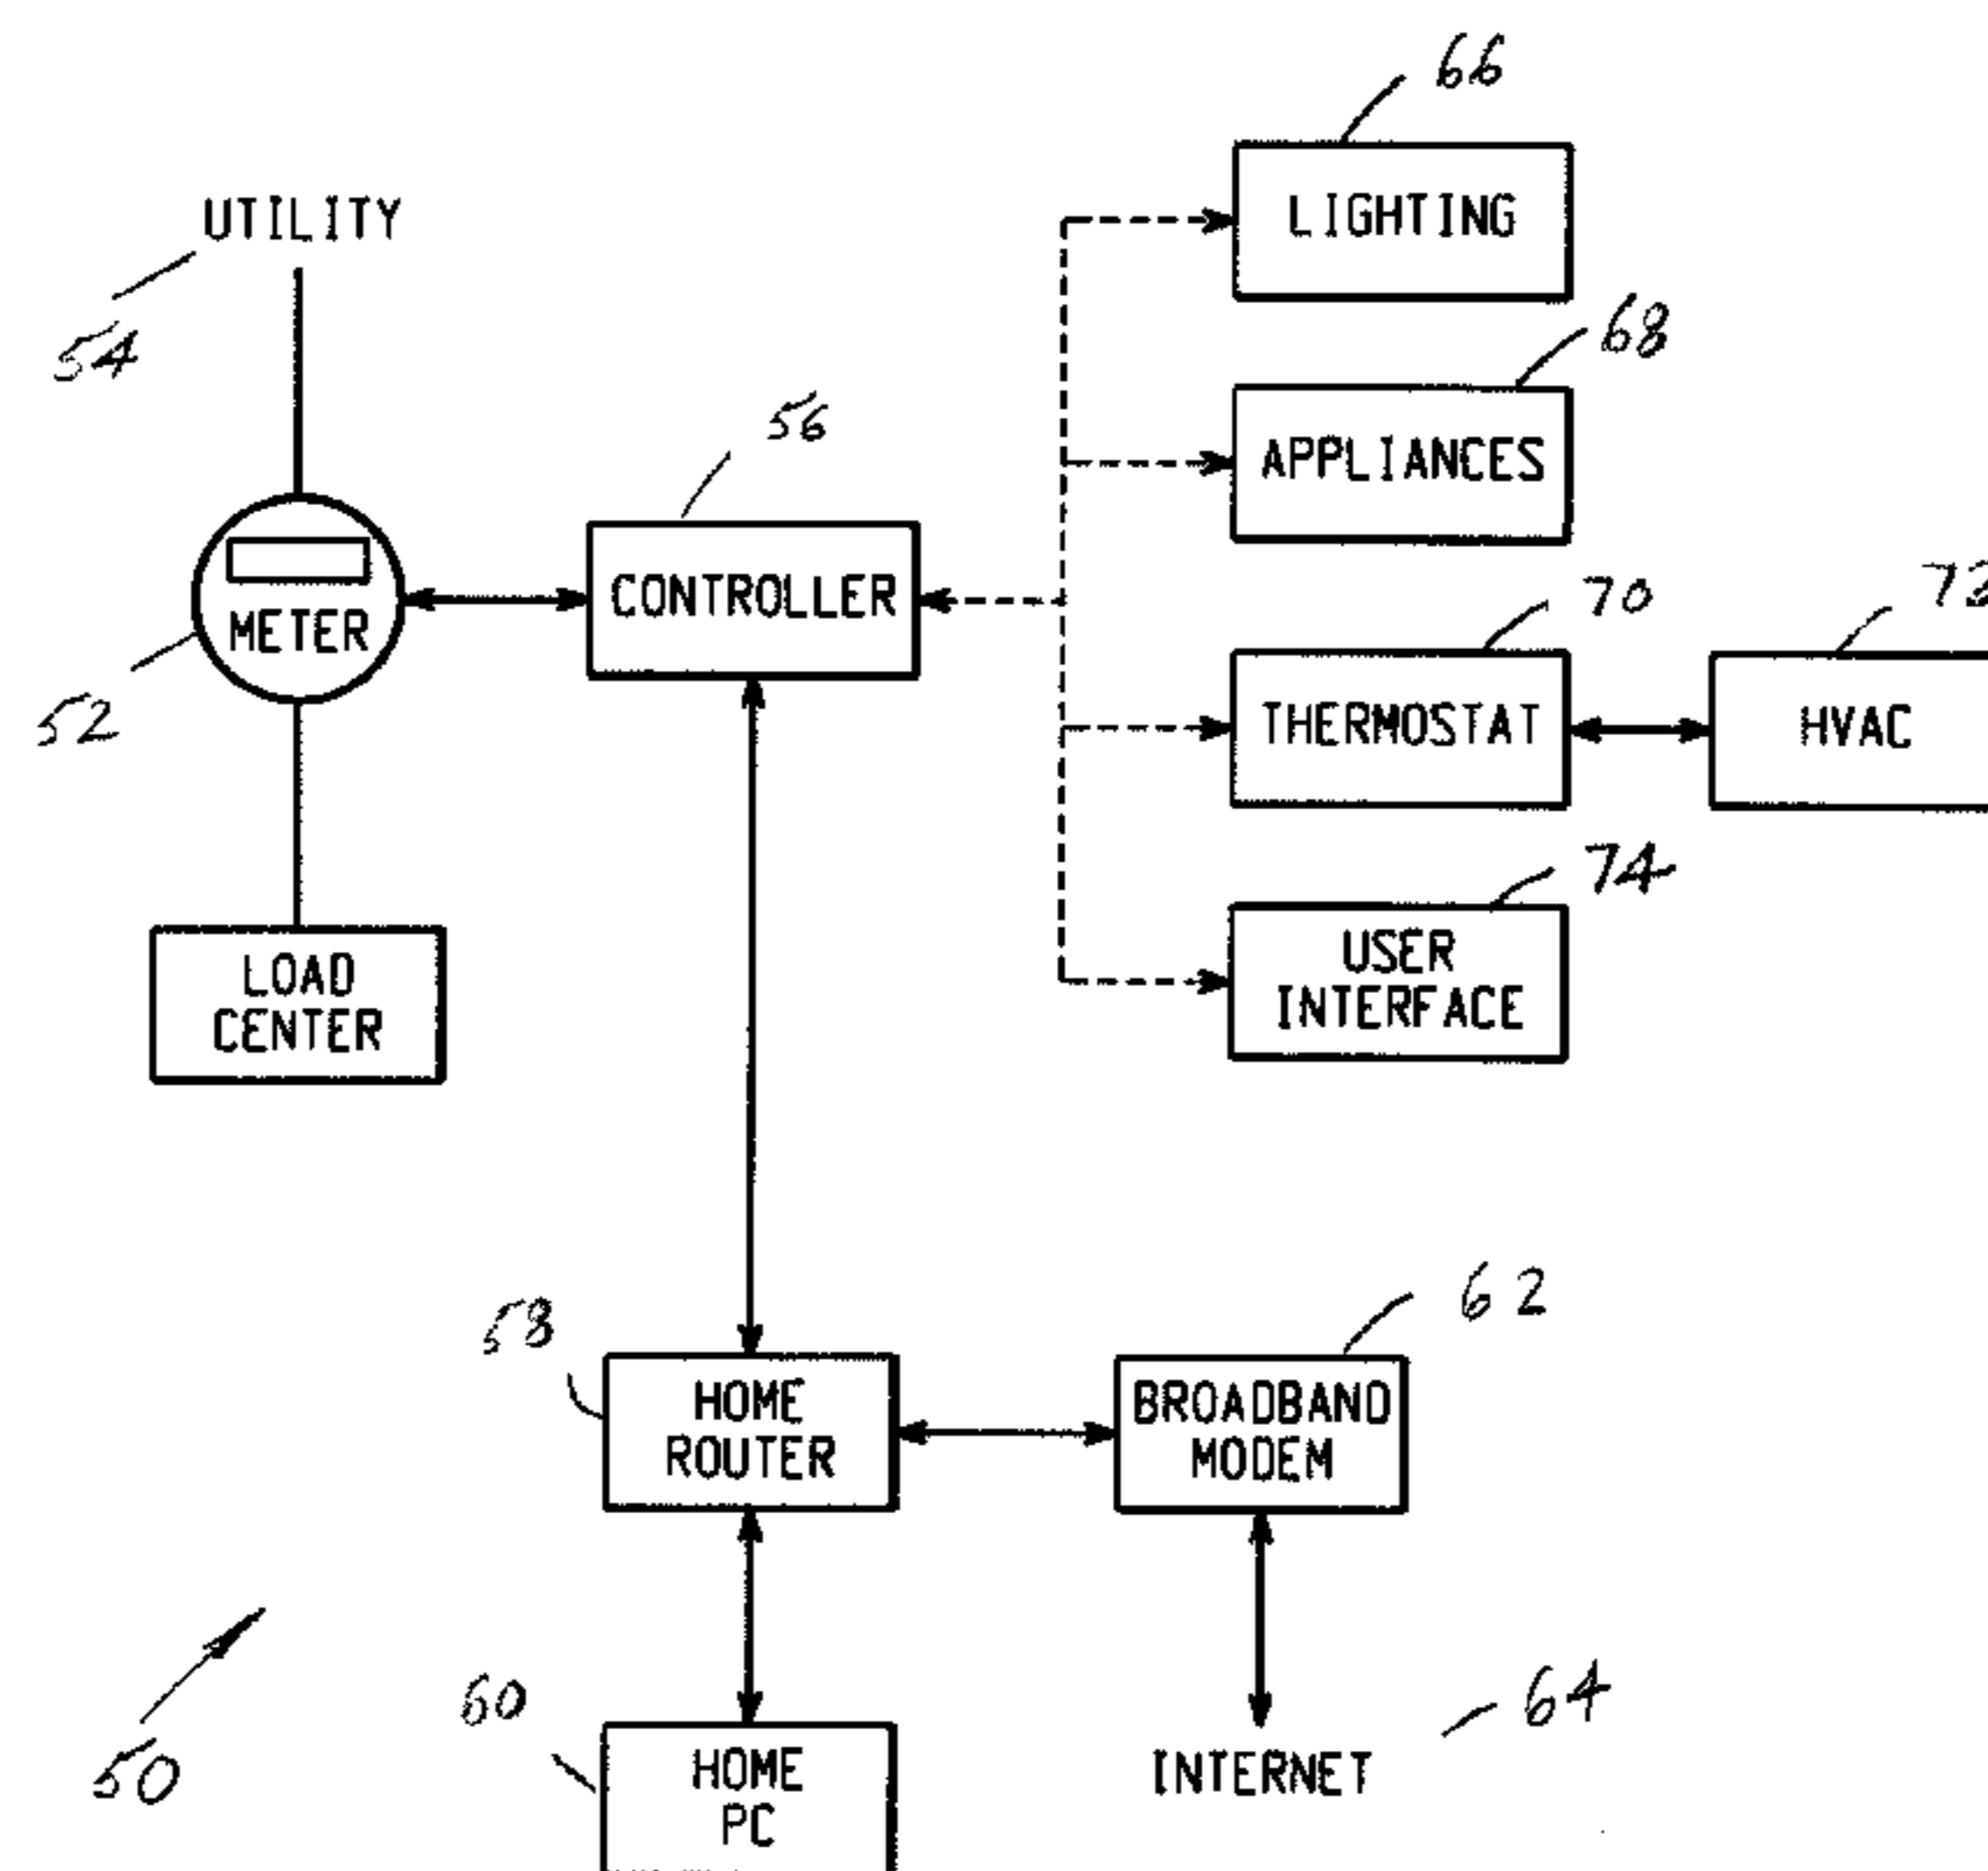 66
UTILITY
LIGHTING
54
68
56
APPLIANCES
CONTROLLER
METER
70
52
THERMOSTAT
HVAC
74
LOAD
CENTER
USER
INTERFACE
58
62
HOME
ROUTER
BROADBAND
MODEM
60
64
50
HOME
PC
INTERNET